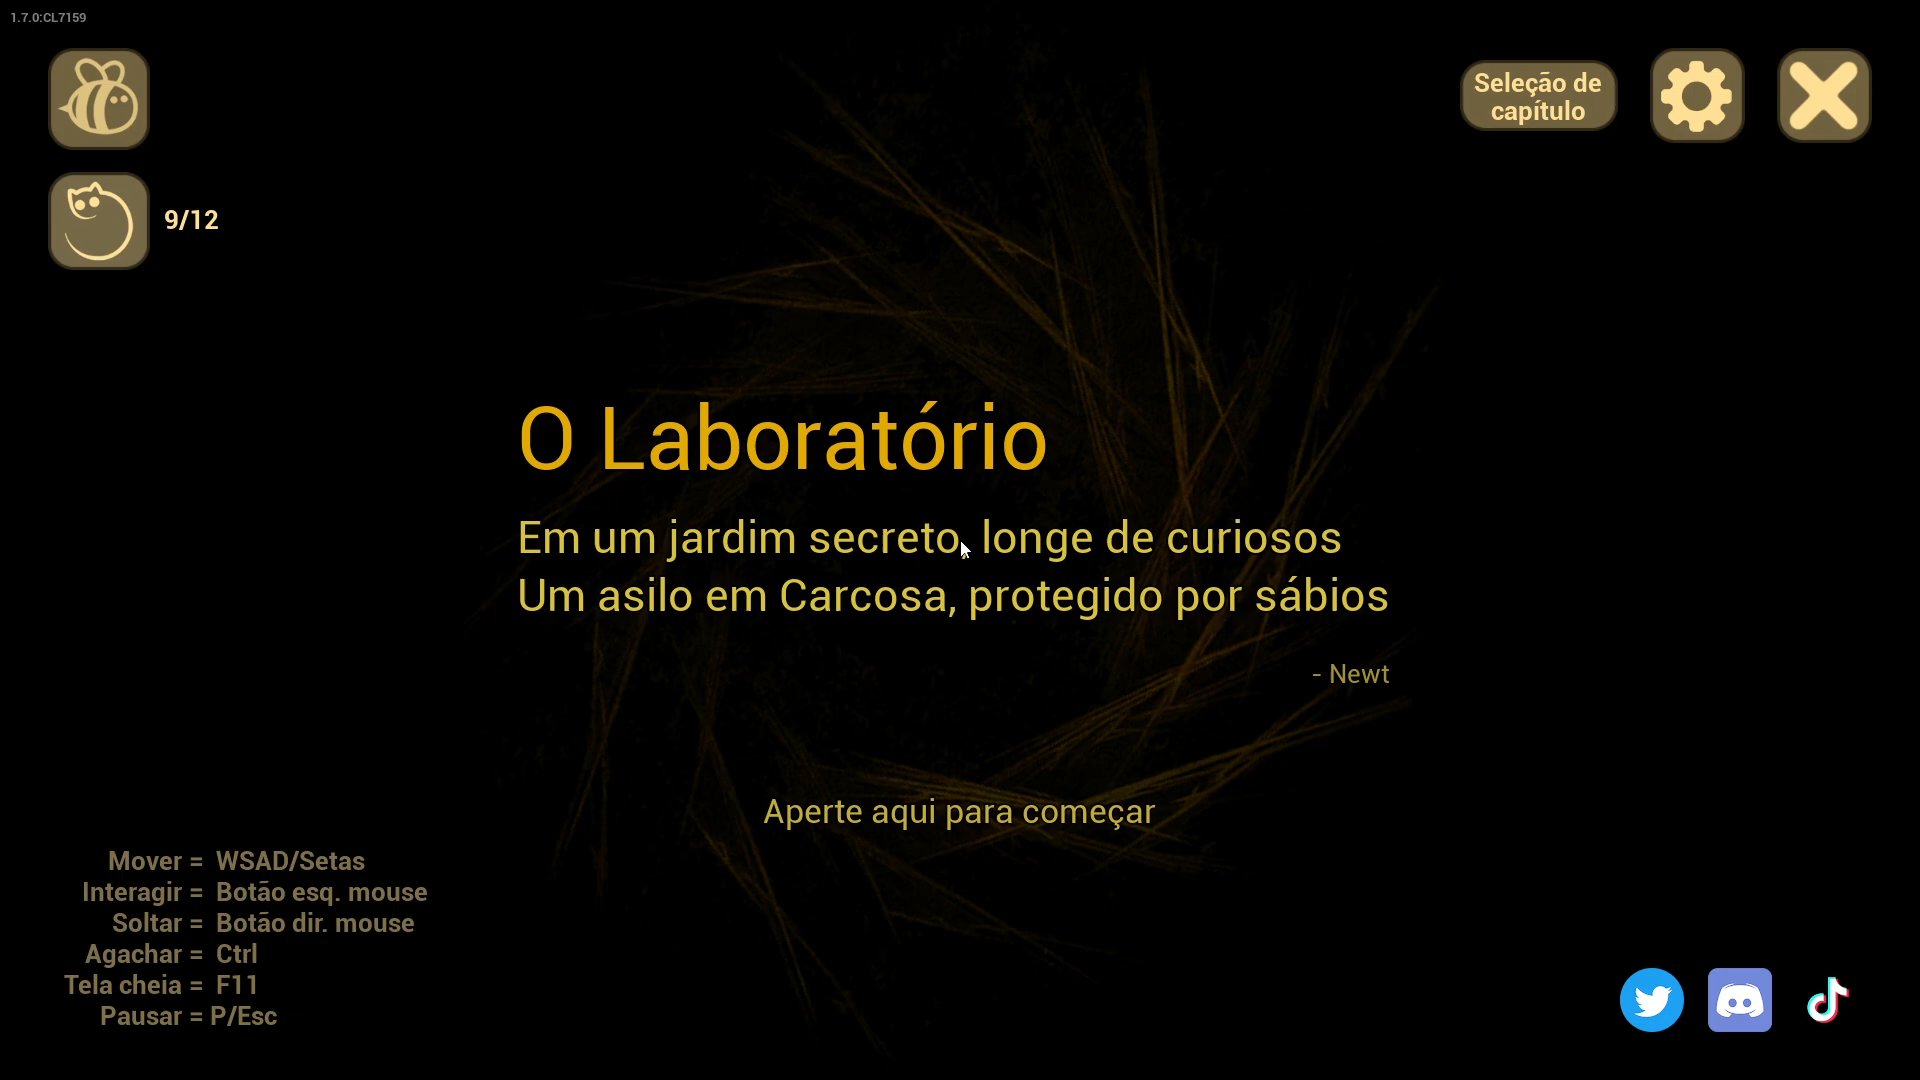 1.7.0:CL7159
Seleção de
capítulo
9/12
O Laboratório
Em um jardim secreto, longe de curiosos
Um asilo em Carcosa, protegido por sábios
- Newt
Aperte aqui para começar
Mover = WSAD/Setas
Interagir = Botão esq. mouse
Soltar = Botão dir. mouse
Agachar = Ctrl
Tela cheia = F11
Pausar = P/Esc